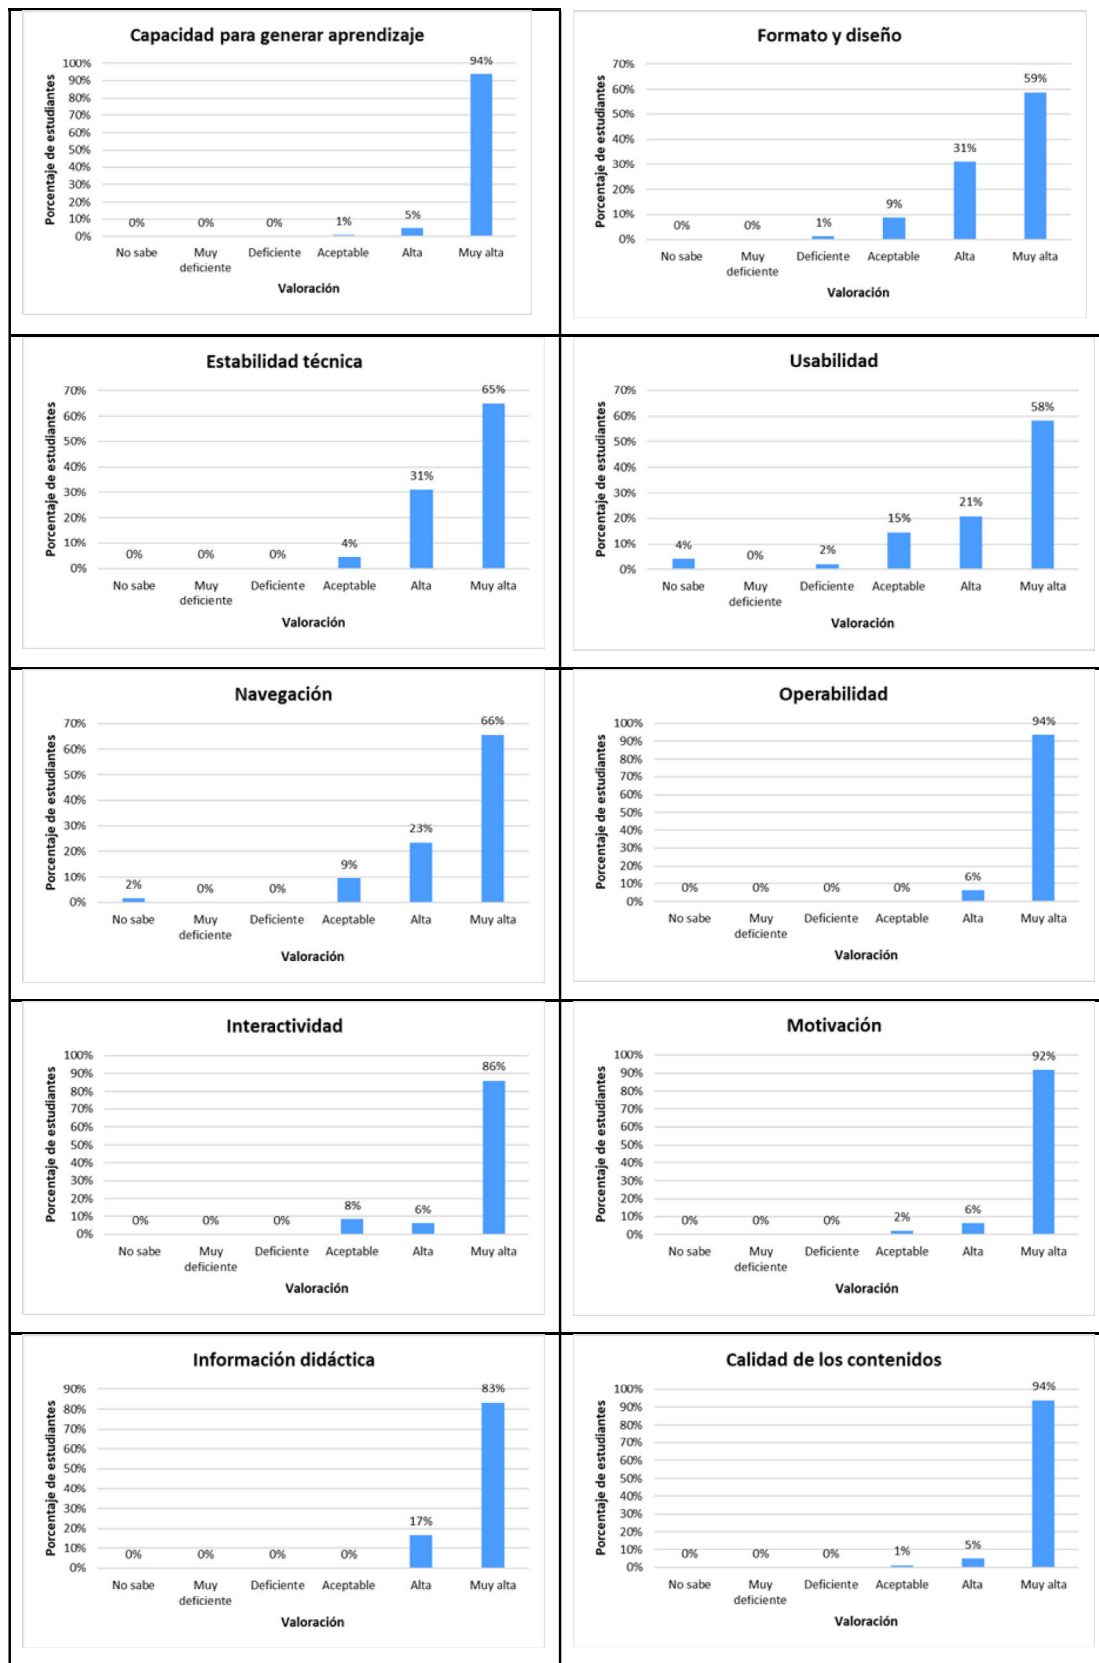 Capacidad para generar aprendizaje
Porcentaje de estudiantes
100%
90%
80%
70%
60%
50%
40%
30%
20%
10%
0%
0%
0%
0%
1%
5%
94%
No sabe
Muy deficiente
Deficiente
Aceptable
Alta
Muy alta
Valoración
Formato y diseño
Porcentaje de estudiantes
70%
60%
50%
40%
30%
20%
10%
0%
0%
0%
1%
9%
31%
59%
No sabe
Muy deficiente
Deficiente
Aceptable
Alta
Muy alta
Valoración
Estabilidad técnica
Porcentaje de estudiantes
70%
60%
50%
40%
30%
20%
10%
0%
0%
0%
0%
4%
31%
65%
No sabe
Muy deficiente
Deficiente
Aceptable
Alta
Muy alta
Valoración
Usabilidad
Porcentaje de estudiantes
70%
60%
50%
40%
30%
20%
10%
0%
4%
0%
2%
15%
21%
58%
No sabe
Muy deficiente
Deficiente
Aceptable
Alta
Muy alta
Valoración
Navegación
Porcentaje de estudiantes
70%
60%
50%
40%
30%
20%
10%
0%
2%
0%
0%
9%
23%
66%
No sabe
Muy deficiente
Deficiente
Aceptable
Alta
Muy alta
Valoración
Operabilidad
Porcentaje de estudiantes
100%
90%
80%
70%
60%
50%
40%
30%
20%
10%
0%
0%
0%
0%
0%
6%
94%
No sabe
Muy deficiente
Deficiente
Aceptable
Alta
Muy alta
Valoración
Interactividad
Porcentaje de estudiantes
100%
90%
80%
70%
60%
50%
40%
30%
20%
10%
0%
0%
0%
0%
8%
6%
86%
No sabe
Muy deficiente
Deficiente
Aceptable
Alta
Muy alta
Valoración
Motivación
Porcentaje de estudiantes
100%
90%
80%
70%
60%
50%
40%
30%
20%
10%
0%
0%
0%
0%
2%
6%
92%
No sabe
Muy deficiente
Deficiente
Aceptable
Alta
Muy alta
Valoración
Información didáctica
Porcentaje de estudiantes
90%
80%
70%
60%
50%
40%
30%
20%
10%
0%
0%
0%
0%
0%
17%
83%
No sabe
Muy deficiente
Deficiente
Aceptable
Alta
Muy alta
Valoración
Calidad de los contenidos
Porcentaje de estudiantes
100%
90%
80%
70%
60%
50%
40%
30%
20%
10%
0%
0%
0%
0%
1%
5%
94%
No sabe
Muy deficiente
Deficiente
Aceptable
Alta
Muy alta
Valoración